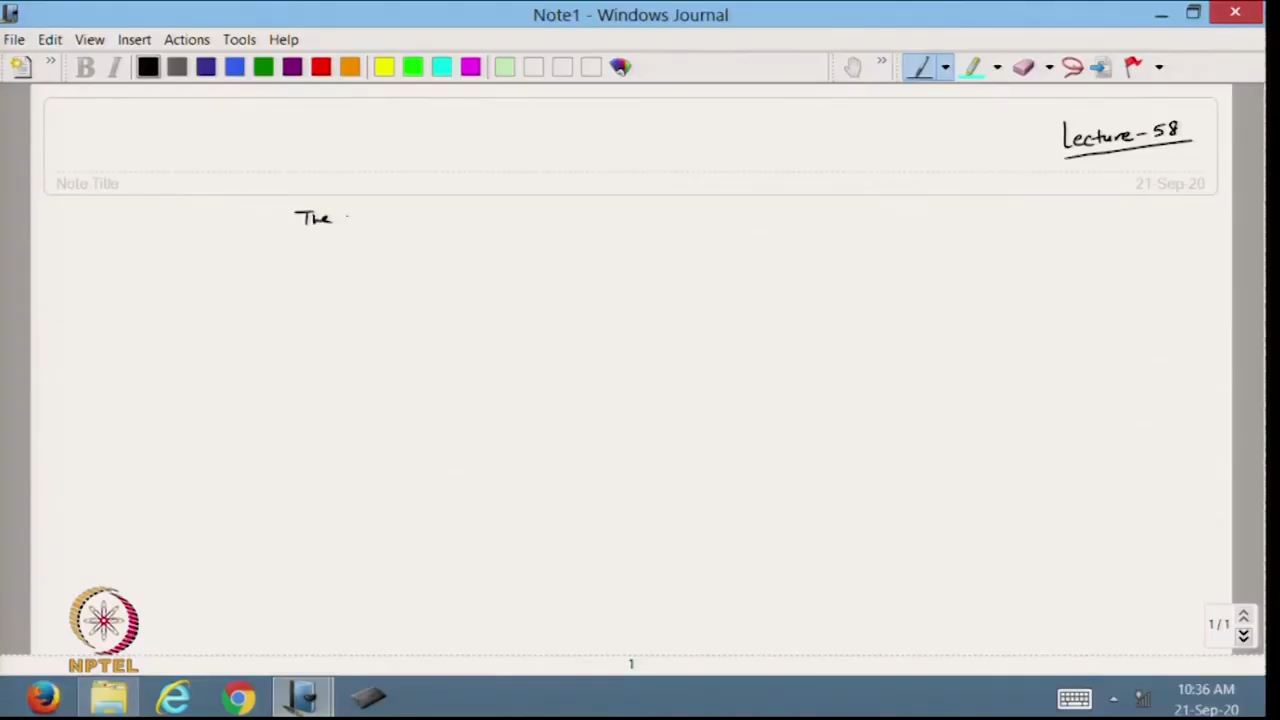 Note1 - Windows Journal
File Edit View Insert Actions Tools Help
B I
Lecture-58
Note Title
21-Sep-20
The
1/1
NPTEL
1
10:36 AM
21-Sep-20